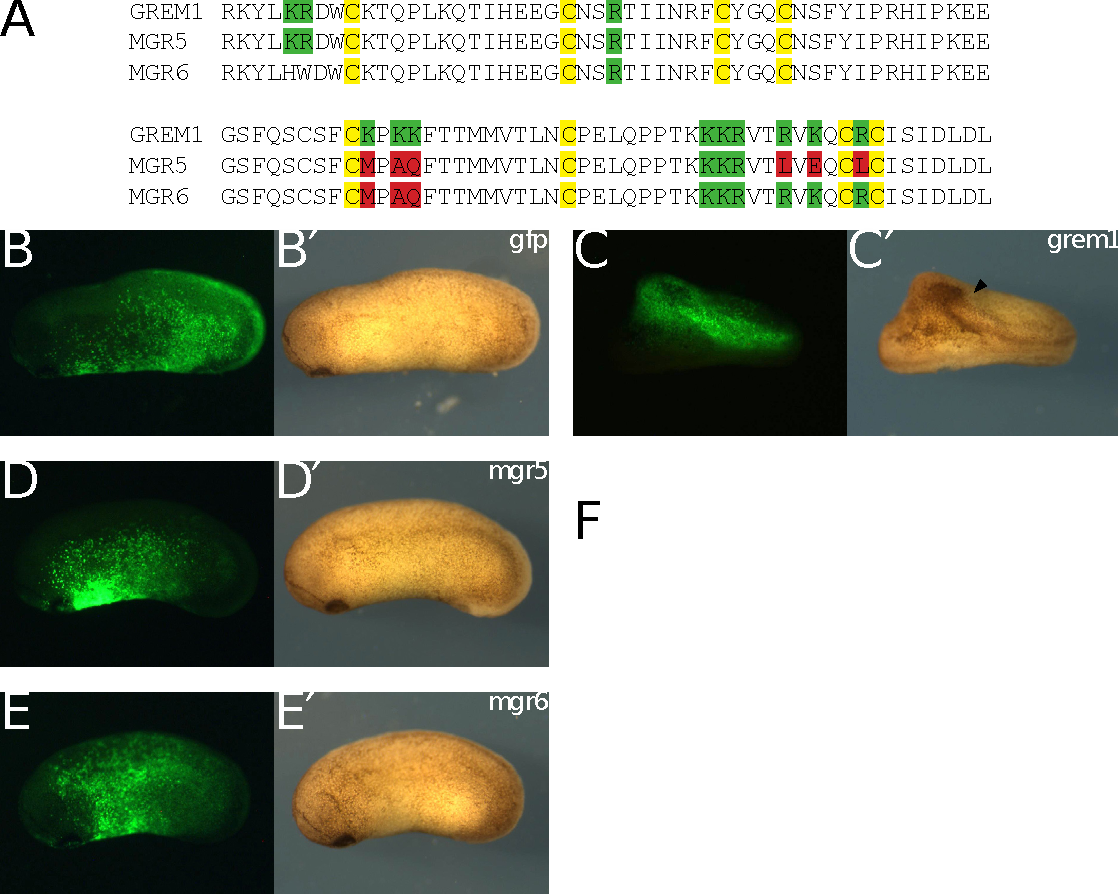 A
GREM1 RKYLKRDWCKTQPLKQTIHEEGCNSRTIINRFCYGQCNSFYIPRHIPKEE
MGR5 RKYLKRDWCKTQPLKQTIHEEGCNSRTIINRFCYGQCNSFYIPRHIPKEE
MGR6 RKYLHWDWCKTQPLKQTIHEEGCNSRTIINRFCYGQCNSFYIPRHIPKEE
GREM1 GSFQSCSFCKPKKFTTMMVTLNCPELQPPTKKKRVTRVKQCRCISIDLDL
MGR5 GSFQSCSFCMPAQFTTMMVTLNCPELQPPTKKKRVTLVEQCLCISIDLDL
MGR6 GSFQSCSFCMPAQFTTMMVTLNCPELQPPTKKKRVTRVKQCRCISIDLDL
B B′ gfp
C C′ grem1
D D′ mgr5
F
E E′ mgr6